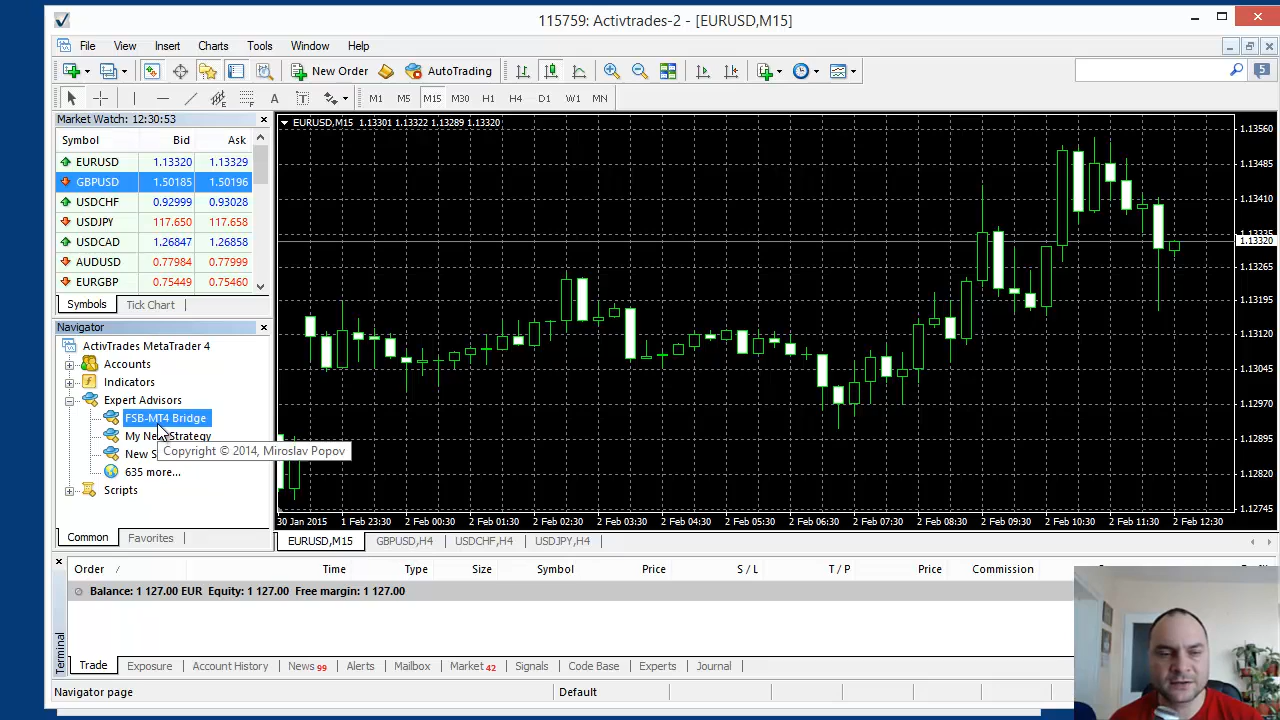 115759: Activtrades-2 - [EURUSD,M15]
File View Insert Charts Tools Window Help
New Order AutoTrading 5
A T M1 M5 M15 M30 H1 H4 D1 W1 MN
Market Watch: 12:30:53
Symbol Bid Ask
EURUSD 1.13320 1.13329
GBPUSD 1.50185 1.50196
USDCHF 0.92999 0.93028
USDJPY 117.650 117.658
USDCAD 1.26847 1.26858
AUDUSD 0.77984 0.77999
EURGBP 0.75449 0.75460
Symbols Tick Chart
Navigator
ActivTrades MetaTrader 4
Accounts
Indicators
Expert Advisors
FSB-MT4 Bridge
My New Strategy
New S
Copyright © 2014, Miroslav Popov
635 more...
Scripts
Common Favorites
EURUSD,M15 1.13301 1.13322 1.13289 1.13320
1.13560
1.13485
1.13410
1.13335
1.13320
1.13265
1.13195
1.13120
1.13045
1.12970
1.12895
1.12820
1.12745
30 Jan 2015 1 Feb 23:30 2 Feb 00:30 2 Feb 01:30 2 Feb 02:30 2 Feb 03:30 2 Feb 04:30 2 Feb 05:30 2 Feb 06:30 2 Feb 07:30 2 Feb 08:30 2 Feb 09:30 2 Feb 10:30 2 Feb 11:30 2 Feb 12:30
EURUSD,M15 GBPUSD,H4 USDCHF,H4 USDJPY,H4
Order / Time Type Size Symbol Price S / L T / P Price Commission
Balance: 1 127.00 EUR Equity: 1 127.00 Free margin: 1 127.00
Terminal
Trade Exposure Account History News 99 Alerts Mailbox Market 42 Signals Code Base Experts Journal
Navigator page Default